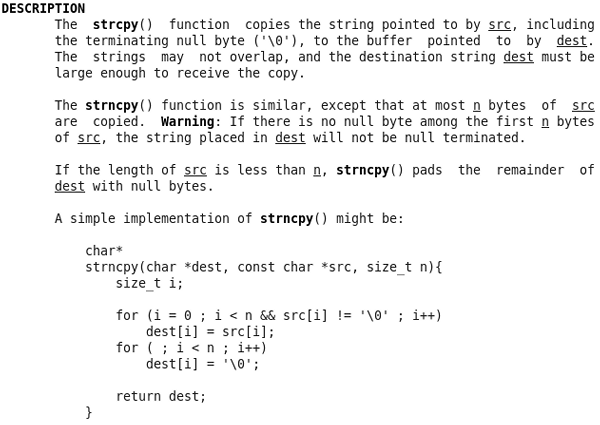 DESCRIPTION
The strcpy() function copies the string pointed to by src, including
the terminating null byte ('\0'), to the buffer pointed to by dest.
The strings may not overlap, and the destination string dest must be
large enough to receive the copy.
The strncpy() function is similar, except that at most n bytes of src
are copied. Warning: If there is no null byte among the first n bytes
of src, the string placed in dest will not be null terminated.
If the length of src is less than n, strncpy() pads the remainder of
dest with null bytes.
A simple implementation of strncpy() might be:
char*
strncpy(char *dest, const char *src, size_t n){
size_t i;
for (i = 0 ; i < n && src[i] != '\0' ; i++)
dest[i] = src[i];
for ( ; i < n ; i++)
dest[i] = '\0';
return dest;
}